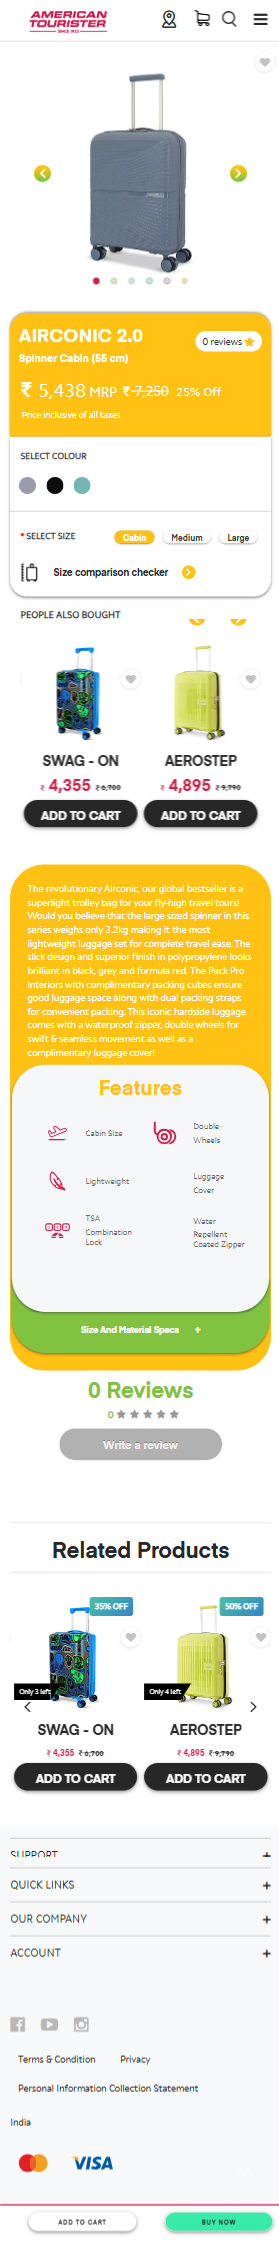 AMERICAN
TOURISTER
SINCE 1933
AIRCONIC 2.0
0 reviews
Spinner Cabin (55 cm)
₹ 5,438 MRP ₹ 7,250 25% Off
Price inclusive of all taxes
SELECT COLOUR
* SELECT SIZE
Cabin
Medium
Large
Size comparison checker
PEOPLE ALSO BOUGHT
SWAG - ON
AEROSTEP
₹ 4,355 ₹ 6,700
₹ 4,895 ₹ 9,790
ADD TO CART
ADD TO CART
The revolutionary Airconic, our global bestseller is a
superlight trolley bag for your fly-high travel tours!
Would you believe that the large sized spinner in this
series weighs only 3.2kg making it the most
lightweight luggage set for complete travel ease. The
slick design and superior finish in polypropylene looks
brilliant in black, grey and formula red. The Pack Pro
interiors with complimentary packing cubes ensure
good luggage space along with dual packing straps
for convenient packing. This iconic hardside luggage
comes with a waterproof zipper, double wheels for
swift & seamless movement as well as a
complimentary luggage cover!
Features
Cabin Size
Double
Wheels
Lightweight
Luggage
Cover
TSA
Combination
Lock
Water
Repellent
Coated Zipper
Size And Material Specs +
0 Reviews
0
Write a review
Related Products
35% OFF
50% OFF
Only 3 left
Only 4 left
SWAG - ON
AEROSTEP
₹ 4,355 ₹ 6,700
₹ 4,895 ₹ 9,790
ADD TO CART
ADD TO CART
SUPPORT +
QUICK LINKS +
OUR COMPANY +
ACCOUNT +
Terms & Condition
Privacy
Personal Information Collection Statement
India
VISA
ADD TO CART
BUY NOW